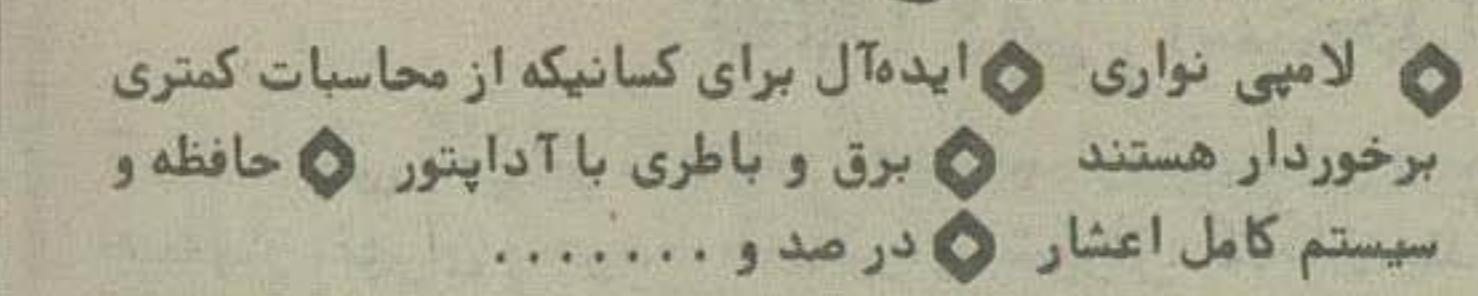 ◈ لامپی نواری ◈ ایده‌آل برای کسانیکه از محاسبات کمتری
برخوردار هستند ◈ برق و باطری با آداپتور ◈ حافظه و
سیستم کامل اعشار ◈ در صد و .......